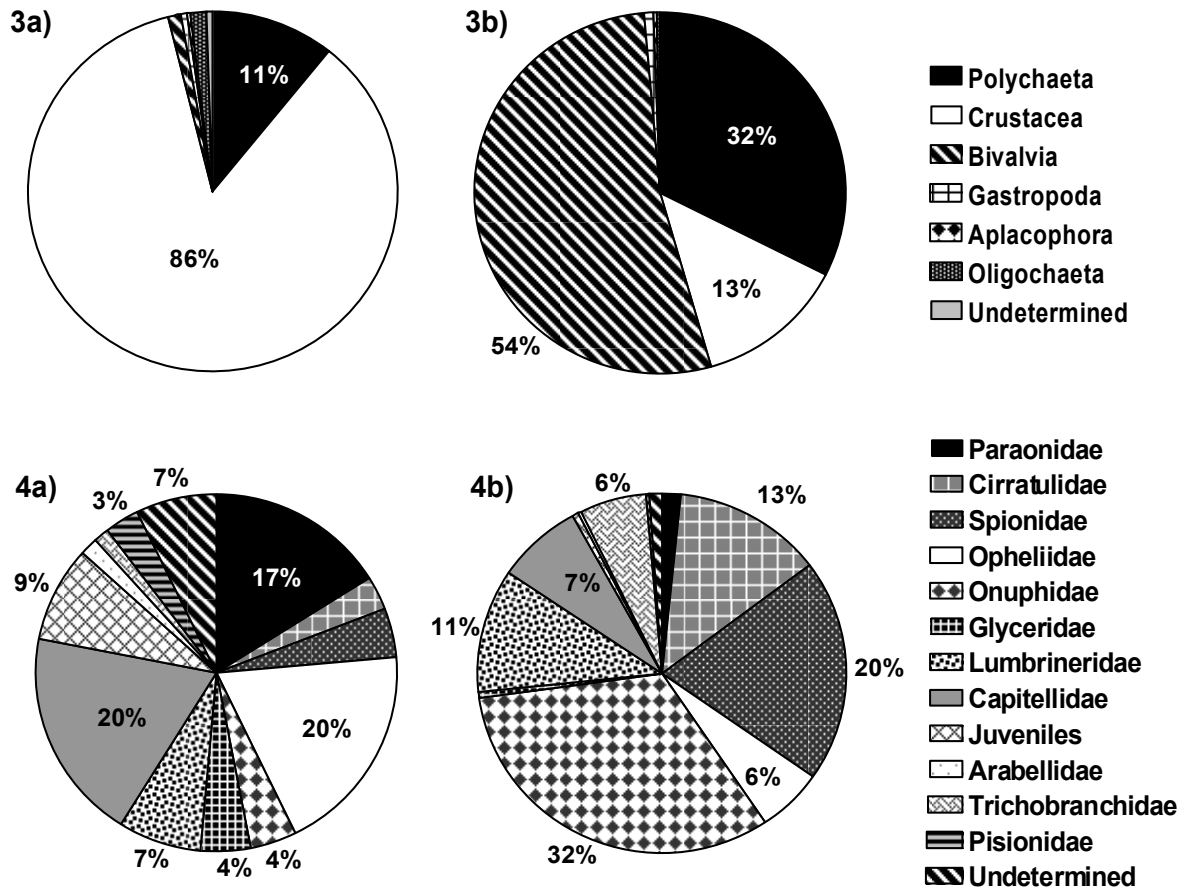 3a)
11%
86%
3b)
32%
13%
54%
Polychaeta
Crustacea
Bivalvia
Gastropoda
Aplacophora
Oligochaeta
Undetermined
4a)
7%
3%
17%
9%
20%
20%
7%
4%
4%
4b)
6%
13%
7%
11%
20%
6%
32%
Paraonidae
Cirratulidae
Spionidae
Opheliidae
Onuphidae
Glyceridae
Lumbrineridae
Capitellidae
Juveniles
Arabellidae
Trichobranchidae
Pisionidae
Undetermined